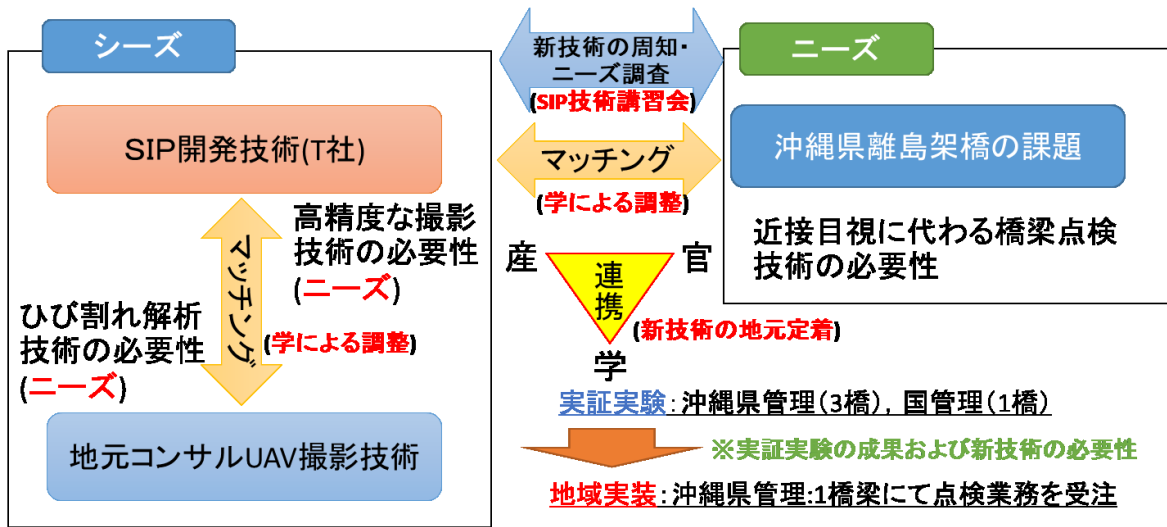 シーズ
SIP開発技術(T社)
高精度な撮影
技術の必要性
(ニーズ)
マッチング
ひび割れ解析
技術の必要性
(ニーズ)
(学による調整)
地元コンサルUAV撮影技術
新技術の周知・
ニーズ調査
(SIP技術講習会)
マッチング
(学による調整)
産
官
連携
学
(新技術の地元定着)
ニーズ
沖縄県離島架橋の課題
近接目視に代わる橋梁点検
技術の必要性
実証実験：沖縄県管理（3橋），国管理（1橋）
※実証実験の成果および新技術の必要性
地域実装：沖縄県管理:1橋梁にて点検業務を受注